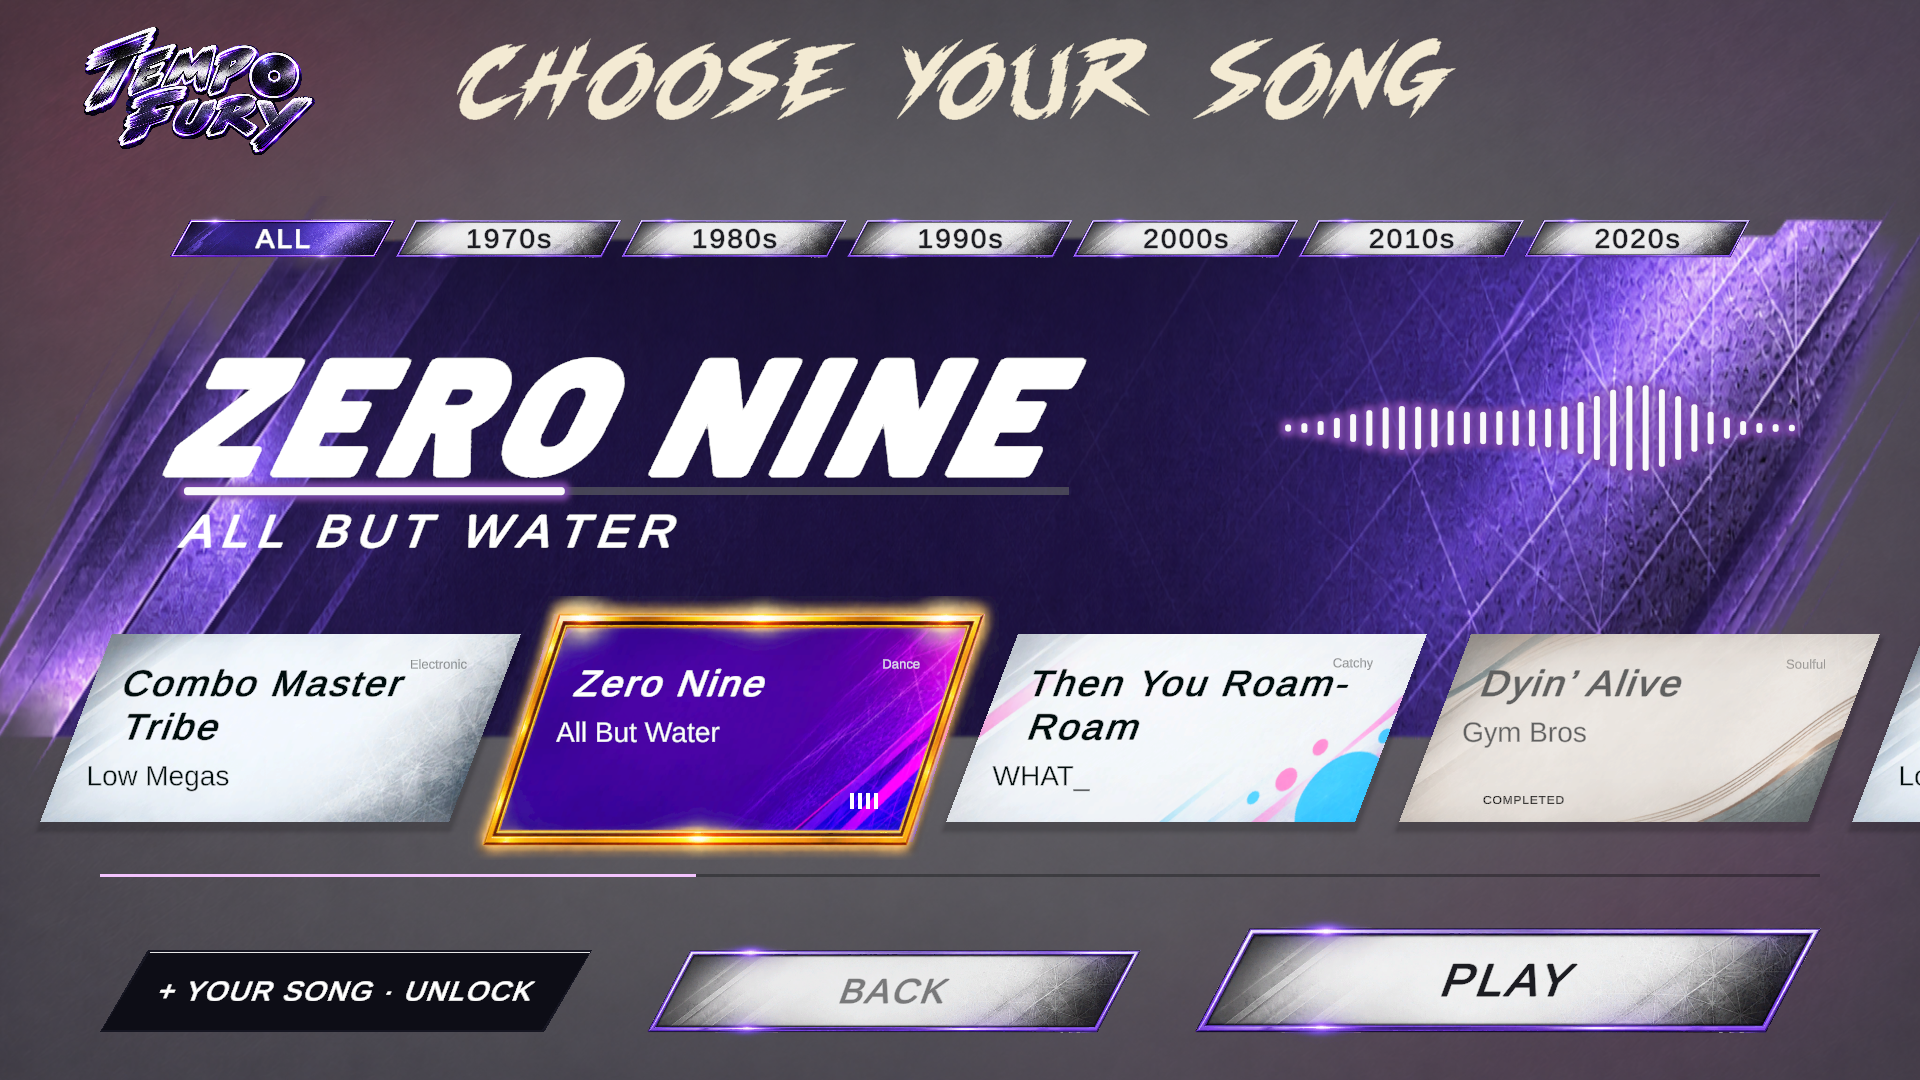 TEMPO
FURY
CHOOSE YOUR SONG
ALL
1970s
1980s
1990s
2000s
2010s
2020s
ZERO NINE
ALL BUT WATER
Combo Master
Tribe
Electronic
Low Megas
Zero Nine
Dance
All But Water
Then You Roam-
Roam
Catchy
WHAT_
Dyin’ Alive
Soulful
Gym Bros
COMPLETED
+ YOUR SONG · UNLOCK
BACK
PLAY